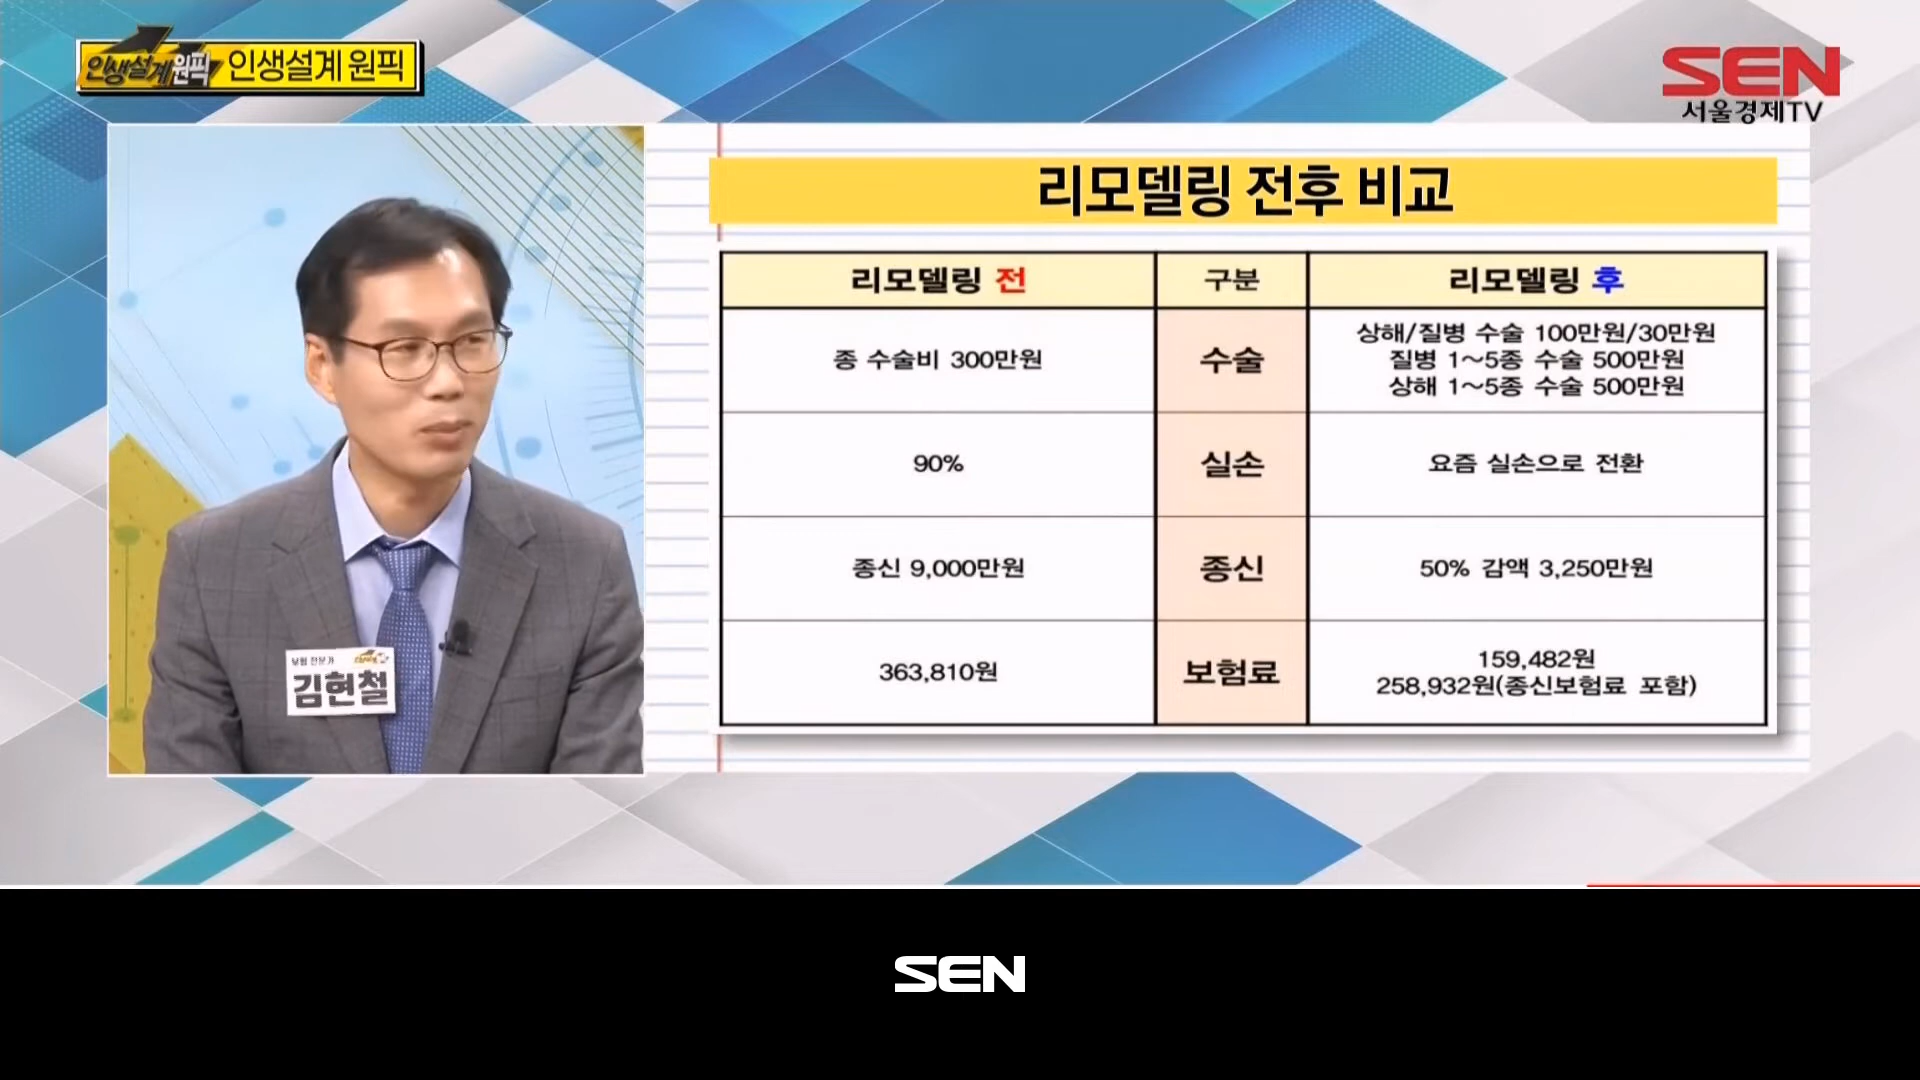 인생설계원픽 인생설계 원픽
SEN
서울경제TV
리모델링 전후 비교
리모델링 전 구분 리모델링 후
종 수술비 300만원
수술
상해/질병 수술 100만원/30만원
질병 1~5종 수술 500만원
상해 1~5종 수술 500만원
90% 실손 요즘 실손으로 전환
종신 9,000만원 종신 50% 감액 3,250만원
363,810원
보험료
159,482원
258,932원(종신보험료 포함)
보험 전문가
김현철
SEN